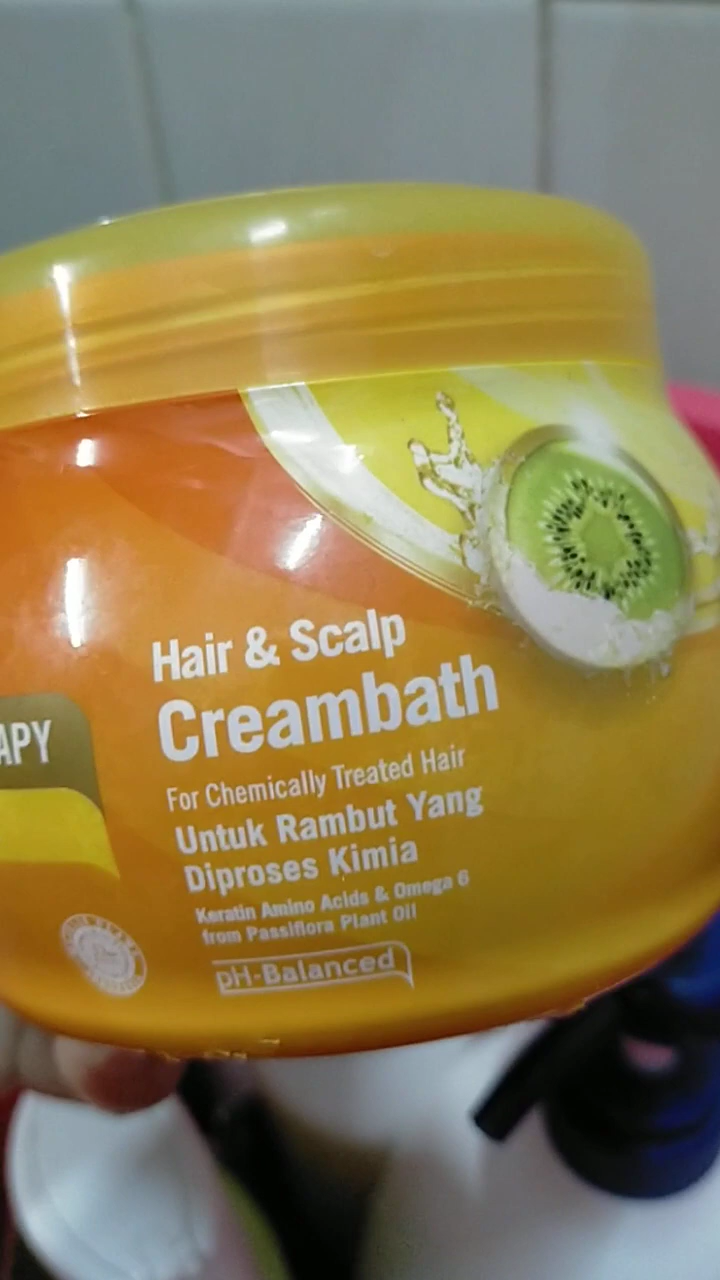 Hair & Scalp
Creambath
APY
For Chemically Treated Hair
Untuk Rambut Yang
Diproses Kimia
Keratin Amino Acids & Omega 6
from Passiflora Plant Oil
pH-Balanced